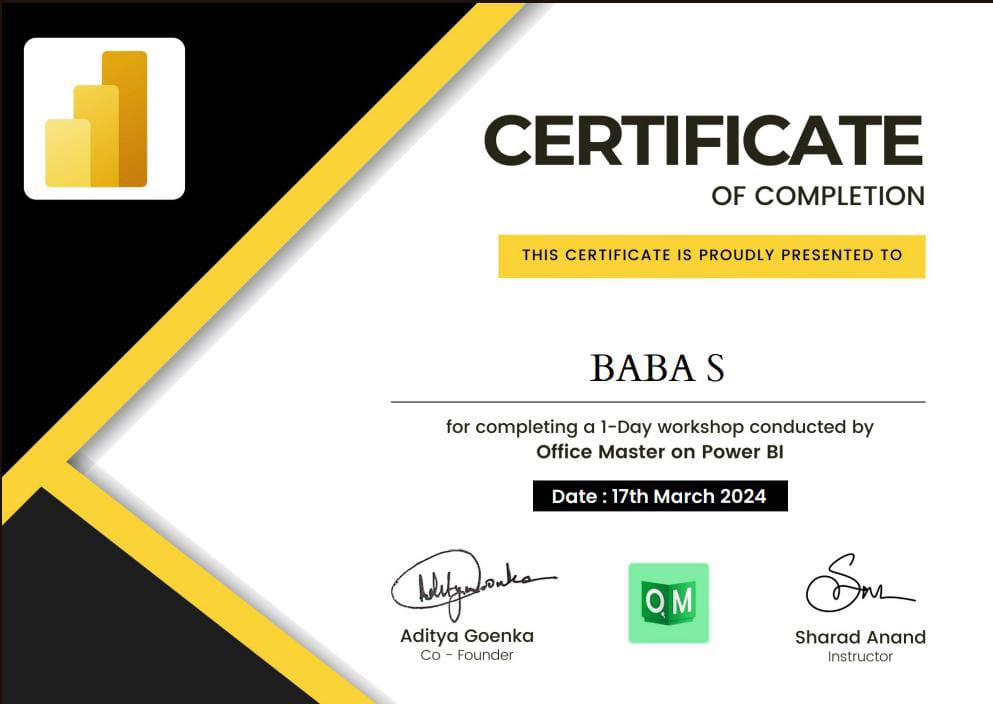 CERTIFICATE
OF COMPLETION
THIS CERTIFICATE IS PROUDLY PRESENTED TO
BABA S
for completing a 1-Day workshop conducted by
Office Master on Power BI
Date : 17th March 2024
Aditya Goenka
Co - Founder
OM
Sharad Anand
Instructor